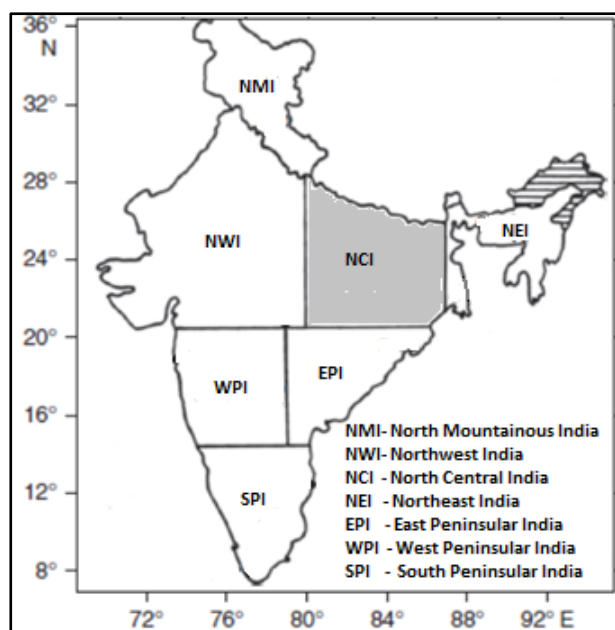 36°
N
32°
28°
24°
20°
16°
12°
8°
NMI
NWI
NCI
NEI
WPI
EPI
SPI
NMI- North Mountainous India
NWI- Northwest India
NCI - North Central India
NEI - Northeast India
EPI - East Peninsular India
WPI - West Peninsular India
SPI - South Peninsular India
72° 76° 80° 84° 88° 92° E